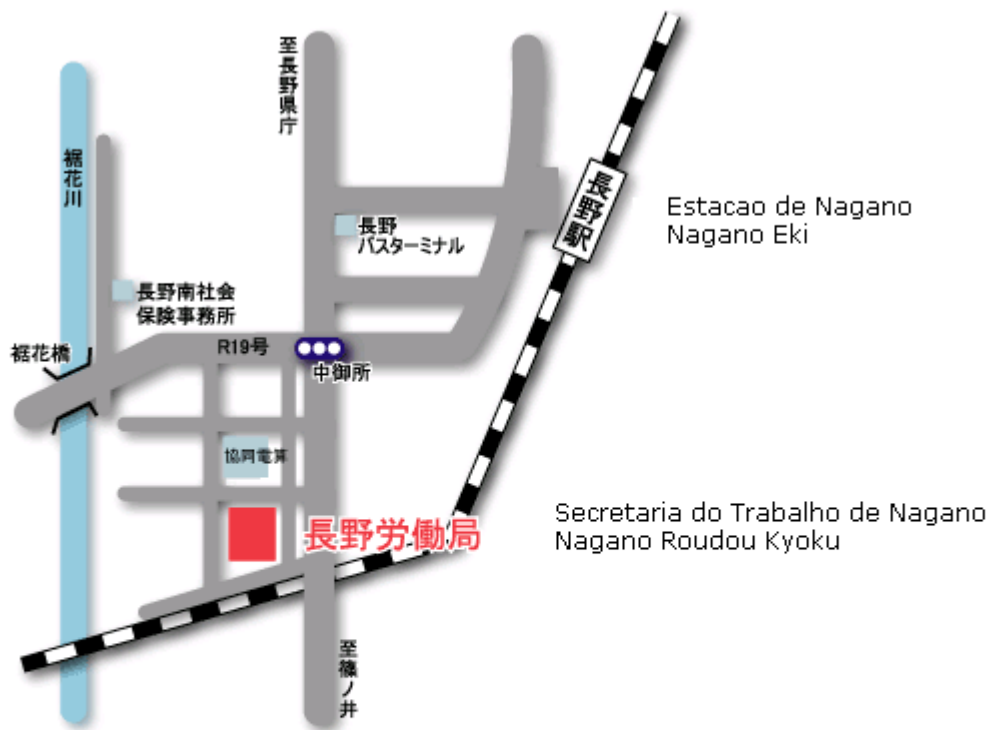 至長野県庁
裾花川
長野駅
Estacao de Nagano
Nagano Eki
長野
バスターミナル
長野南社会
保険事務所
裾花橋
R19号
中御所
協同電算
長野労働局
Secretaria do Trabalho de Nagano
Nagano Roudou Kyoku
至篠ノ井